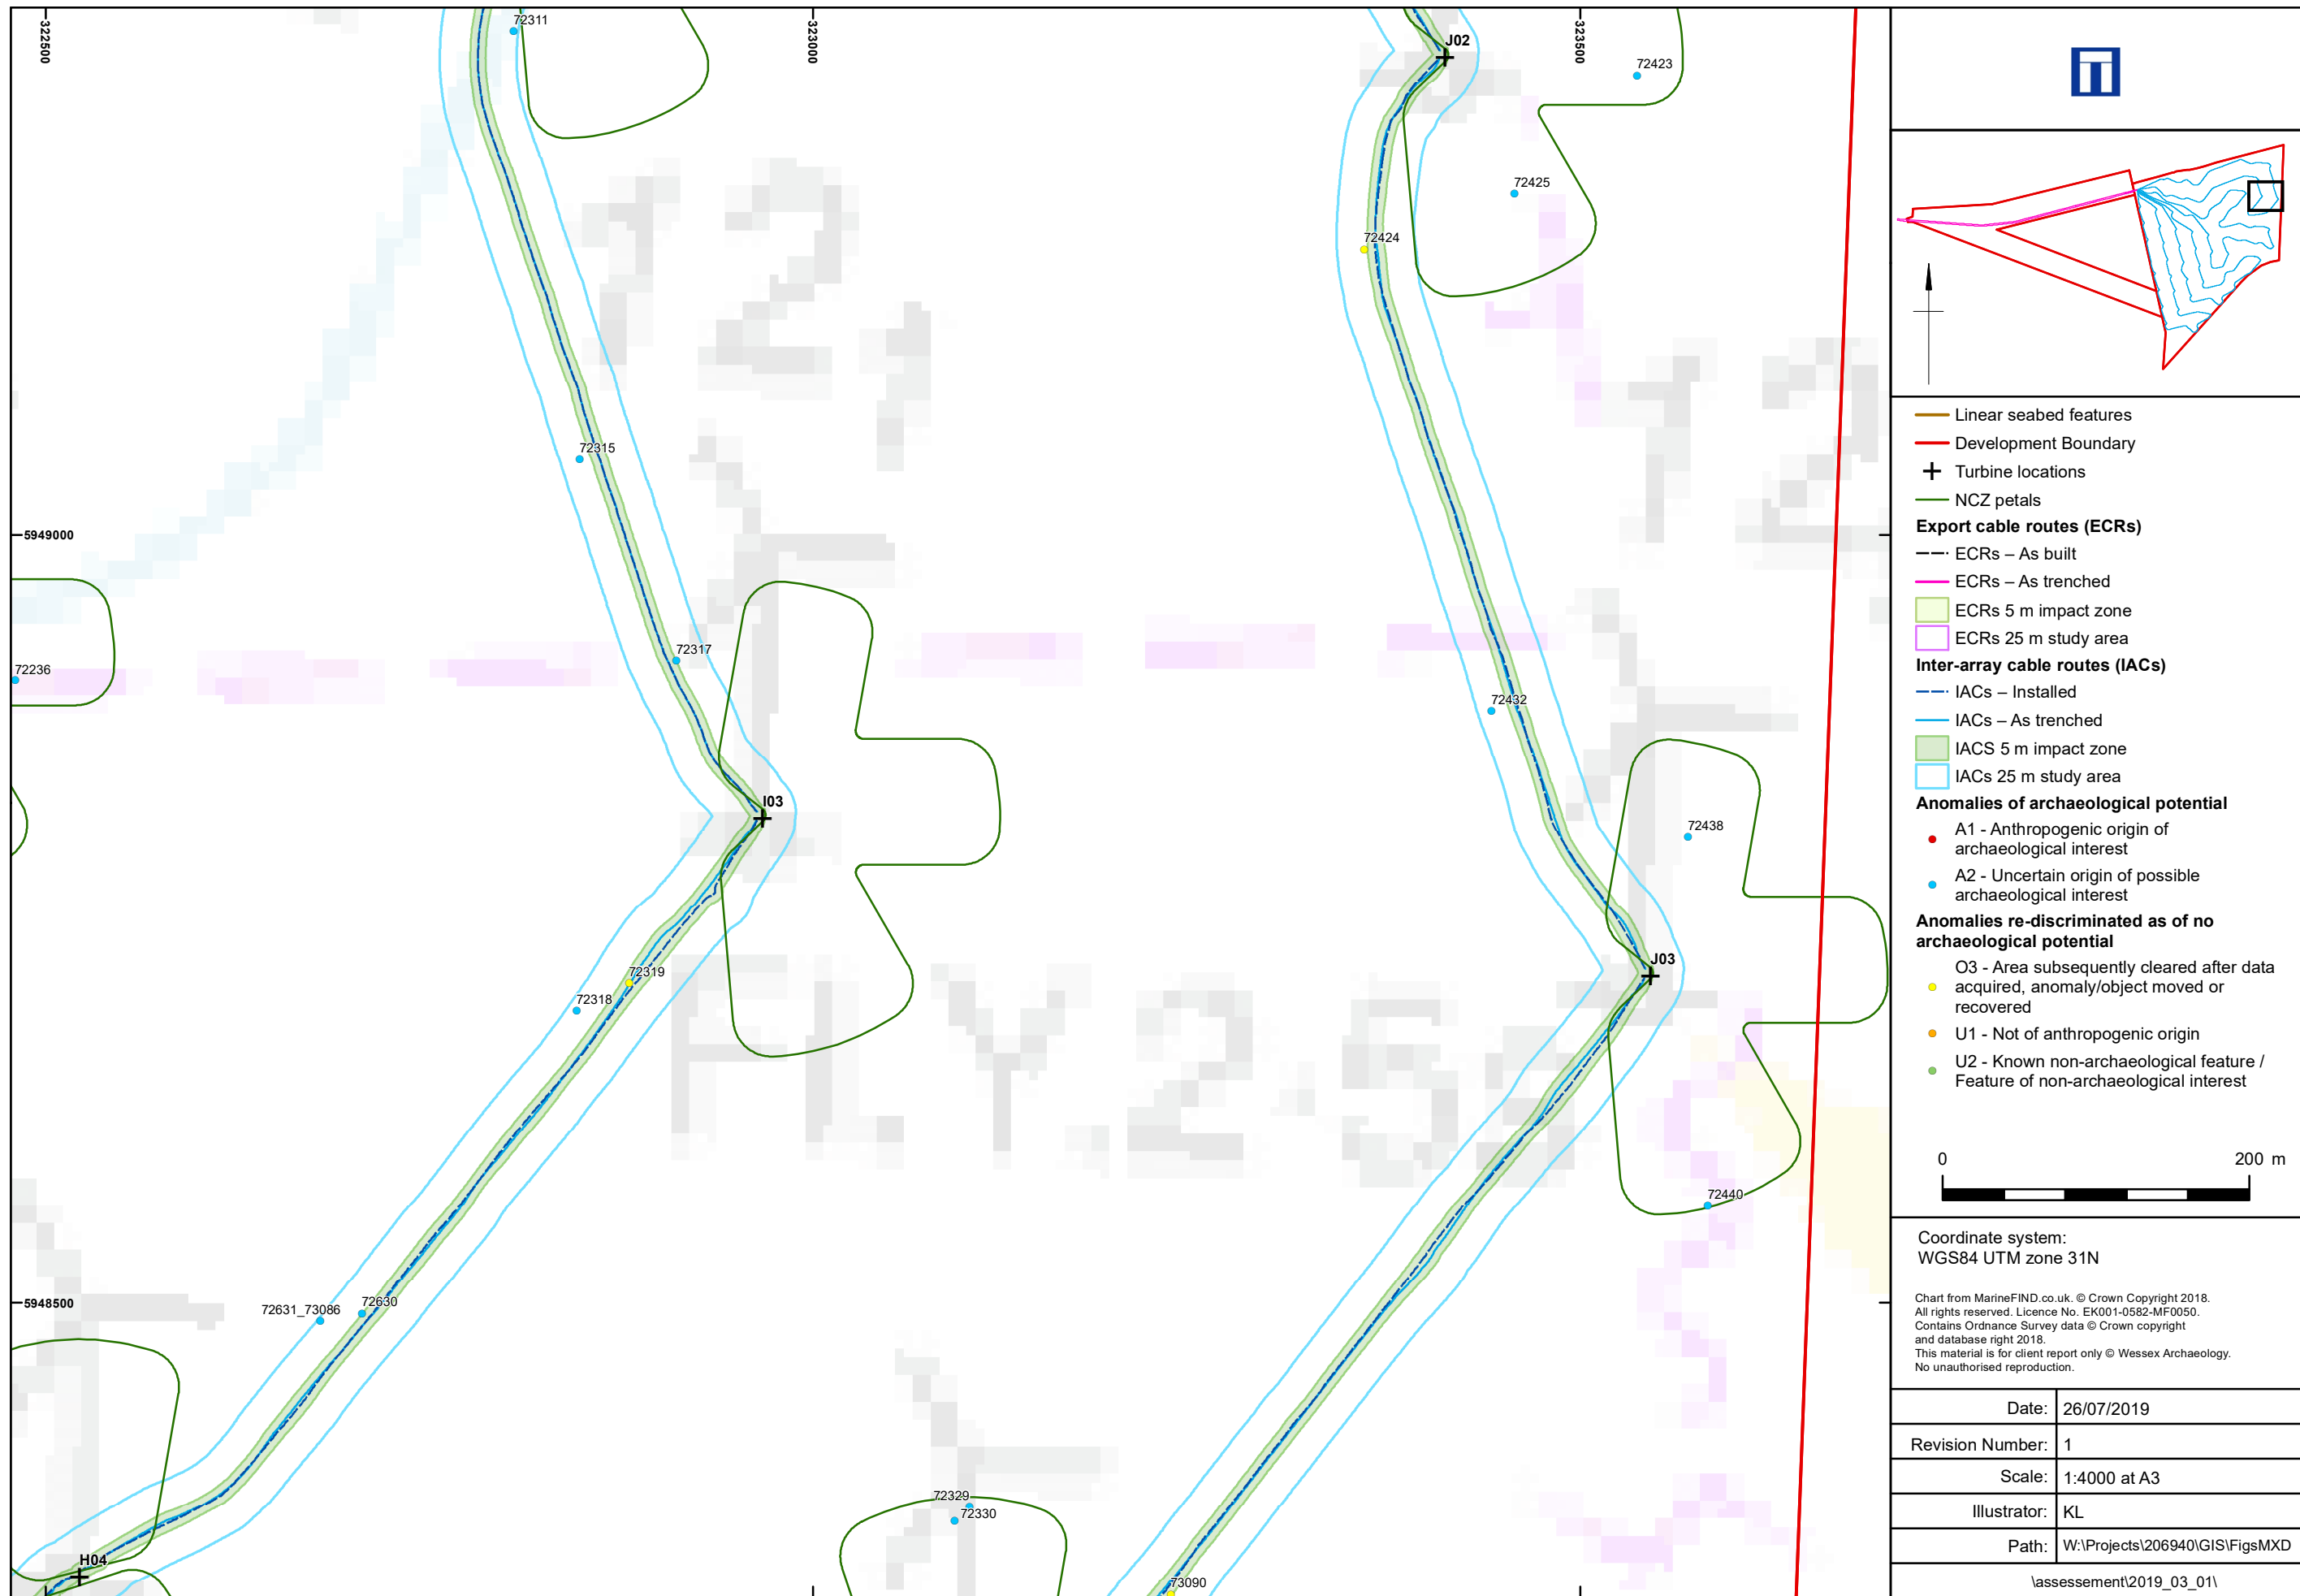 322500
323000
323500
5949000
5948500
72311
J02
72423
72425
72424
72315
72317
72236
72432
I03
72438
72319
72318
J03
72440
72631_73086
72630
72329
72330
H04
73090
12
FLY.2.5
Linear seabed features
Development Boundary
Turbine locations
NCZ petals
Export cable routes (ECRs)
ECRs – As built
ECRs – As trenched
ECRs 5 m impact zone
ECRs 25 m study area
Inter-array cable routes (IACs)
IACs – Installed
IACs – As trenched
IACS 5 m impact zone
IACs 25 m study area
Anomalies of archaeological potential
A1 - Anthropogenic origin of
archaeological interest
A2 - Uncertain origin of possible
archaeological interest
Anomalies re-discriminated as of no
archaeological potential
O3 - Area subsequently cleared after data
acquired, anomaly/object moved or
recovered
U1 - Not of anthropogenic origin
U2 - Known non-archaeological feature /
Feature of non-archaeological interest
0 200 m
Coordinate system:
WGS84 UTM zone 31N
Chart from MarineFIND.co.uk. © Crown Copyright 2018.
All rights reserved. Licence No. EK001-0582-MF0050.
Contains Ordnance Survey data © Crown copyright
and database right 2018.
This material is for client report only © Wessex Archaeology.
No unauthorised reproduction.
Date: 26/07/2019
Revision Number: 1
Scale: 1:4000 at A3
Illustrator: KL
Path: W:\Projects\206940\GIS\FigsMXD
\assessement\2019_03_01\